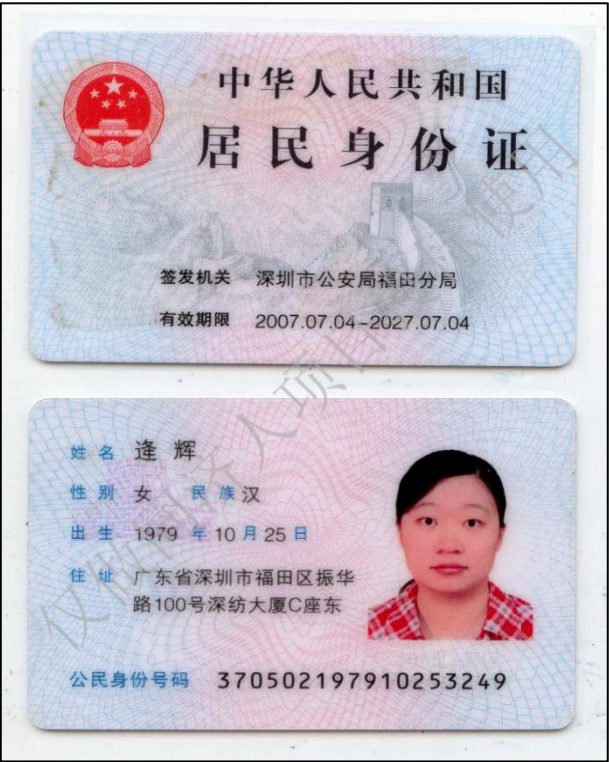 中华人民共和国
居民身份证
签发机关 深圳市公安局福田分局
有效期限 2007.07.04-2027.07.04
姓名 逢辉
性别 女 民族 汉
出生 1979 年 10 月 25 日
住址 广东省深圳市福田区振华
路100号深纺大厦C座东
公民身份号码 370502197910253249